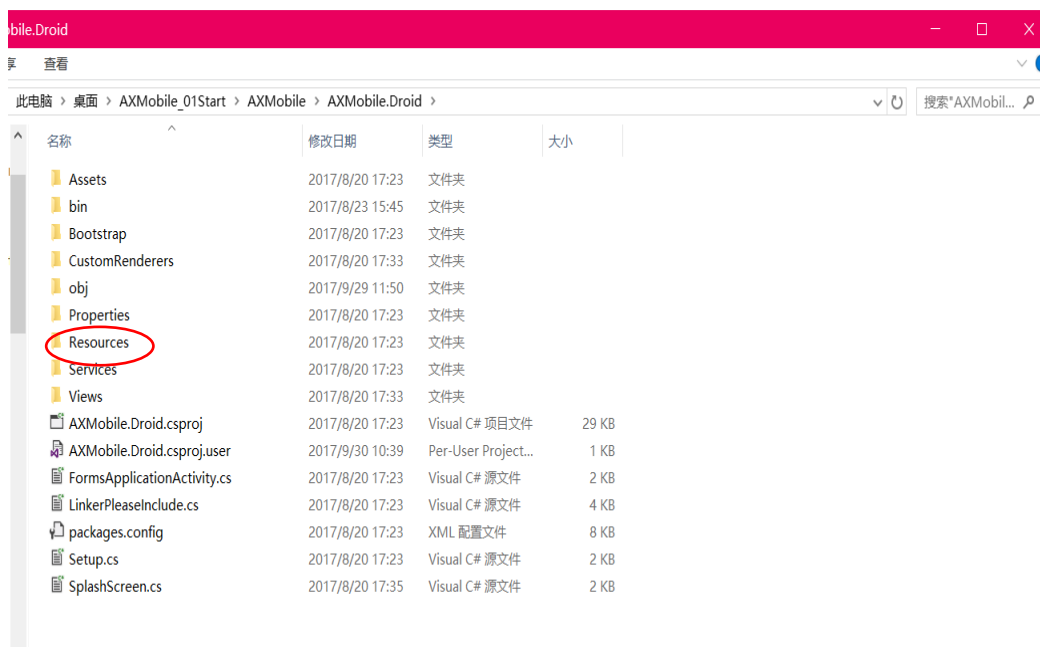 obile.Droid
享 查看
此电脑 > 桌面 > AXMobile_01Start > AXMobile > AXMobile.Droid > 搜索"AXMobil...
名称 修改日期 类型 大小
Assets 2017/8/20 17:23 文件夹
bin 2017/8/23 15:45 文件夹
Bootstrap 2017/8/20 17:23 文件夹
CustomRenderers 2017/8/20 17:33 文件夹
obj 2017/9/29 11:50 文件夹
Properties 2017/8/20 17:23 文件夹
Resources 2017/8/20 17:23 文件夹
Services 2017/8/20 17:23 文件夹
Views 2017/8/20 17:33 文件夹
AXMobile.Droid.csproj 2017/8/20 17:23 Visual C# 项目文件 29 KB
AXMobile.Droid.csproj.user 2017/9/30 10:39 Per-User Project... 1 KB
FormsApplicationActivity.cs 2017/8/20 17:23 Visual C# 源文件 2 KB
LinkerPleaseInclude.cs 2017/8/20 17:23 Visual C# 源文件 4 KB
packages.config 2017/8/20 17:23 XML 配置文件 8 KB
Setup.cs 2017/8/20 17:23 Visual C# 源文件 2 KB
SplashScreen.cs 2017/8/20 17:35 Visual C# 源文件 2 KB